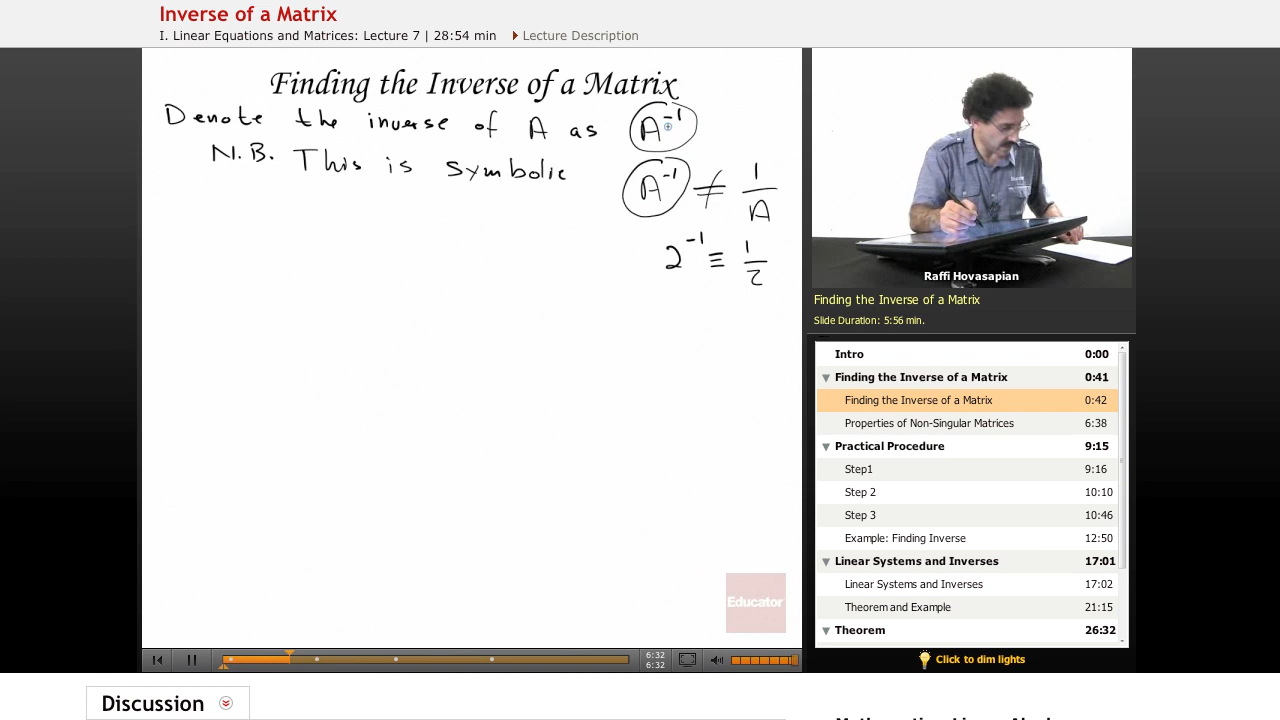 Inverse of a Matrix
I. Linear Equations and Matrices: Lecture 7 | 28:54 min Lecture Description
Finding the Inverse of a Matrix
Denote the inverse of A as A⁻¹
N.B. This is symbolic
A⁻¹ ≠ 1/A
2⁻¹ ≡ 1/2
Educator
6:32
6:32
Raffi Hovasapian
Finding the Inverse of a Matrix
Slide Duration: 5:56 min.
Intro 0:00
Finding the Inverse of a Matrix 0:41
Finding the Inverse of a Matrix 0:42
Properties of Non-Singular Matrices 6:38
Practical Procedure 9:15
Step1 9:16
Step 2 10:10
Step 3 10:46
Example: Finding Inverse 12:50
Linear Systems and Inverses 17:01
Linear Systems and Inverses 17:02
Theorem and Example 21:15
Theorem 26:32
Click to dim lights
Discussion